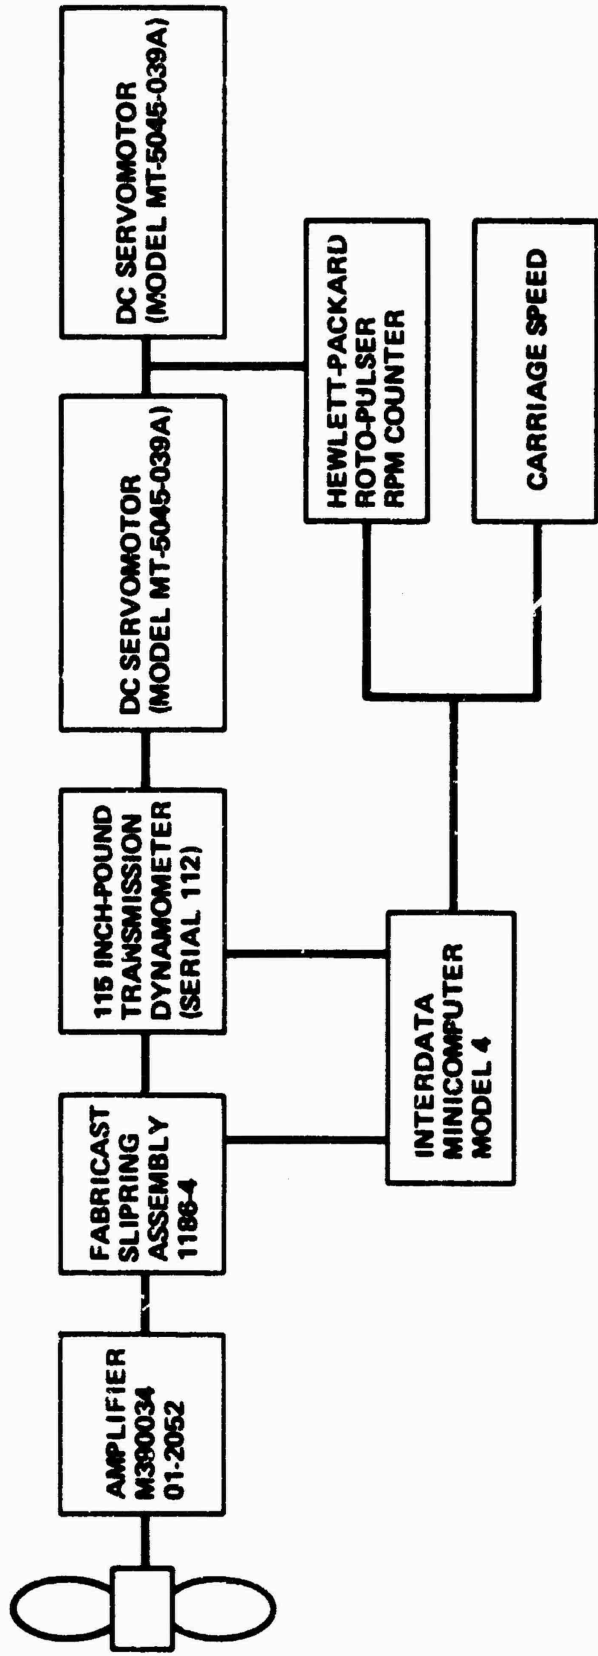 AMPLIFIER
M390034
01-2052
FABRICAST
SLIPRING
ASSEMBLY
1186-4
115 INCH-POUND
TRANSMISSION
DYNAMOMETER
(SERIAL 112)
DC SERVOMOTOR
(MODEL MT-5045-039A)
DC SERVOMOTOR
(MODEL MT-5045-039A)
INTERDATA
MINICOMPUTER
MODEL 4
HEWLETT-PACKARD
ROTO-PULSER
RPM COUNTER
CARRIAGE SPEED